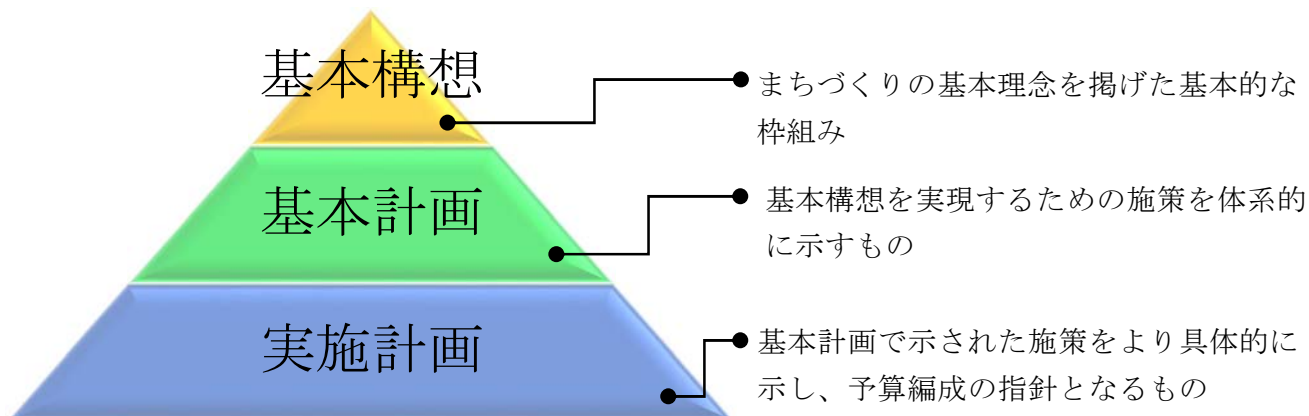 基本構想
まちづくりの基本理念を掲げた基本的な
枠組み
基本計画
基本構想を実現するための施策を体系的
に示すもの
実施計画
基本計画で示された施策をより具体的に
示し、予算編成の指針となるもの